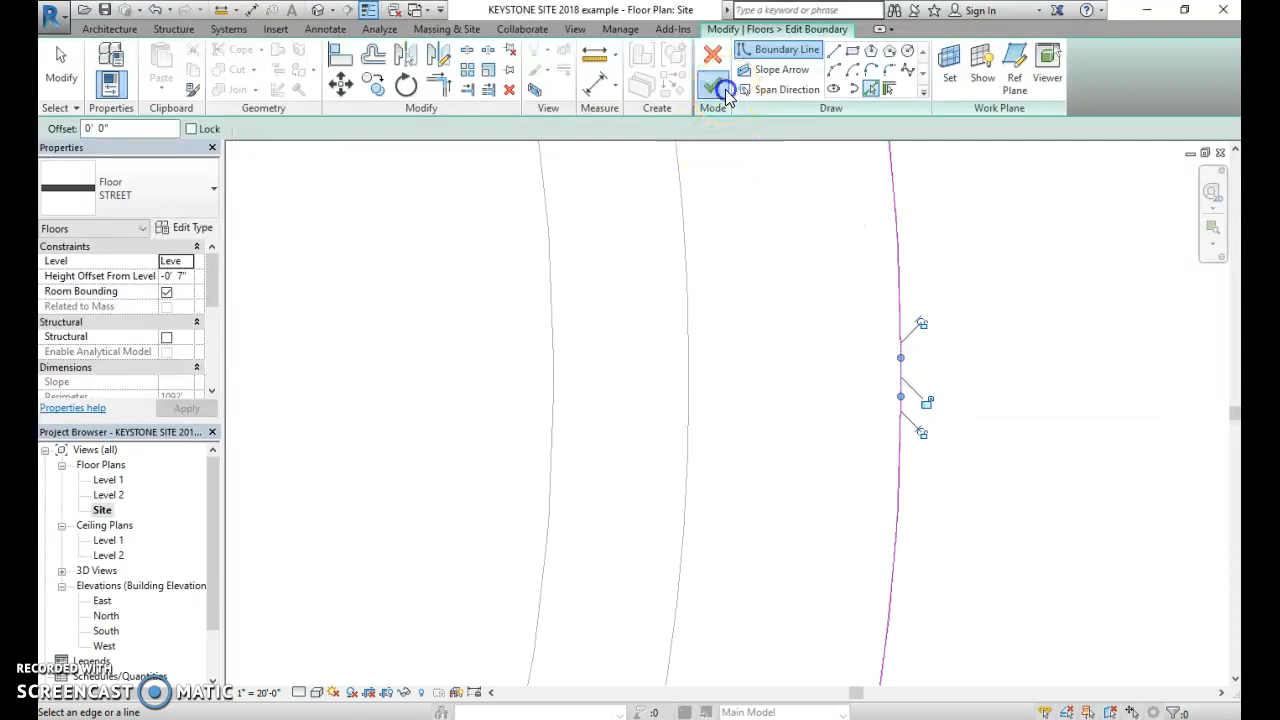 KEYSTONE SITE 2018 example - Floor Plan: Site
Type a keyword or phrase
Sign In
Architecture
Structure
Systems
Insert
Annotate
Analyze
Massing & Site
Collaborate
View
Manage
Add-Ins
Modify | Floors > Edit Boundary
Modify
Properties
Paste
Cope
Cut
Join
Boundary Line
Slope Arrow
Span Direction
Set
Show
Ref
Plane
Viewer
Select
Properties
Clipboard
Geometry
Modify
View
Measure
Create
Mode
Draw
Work Plane
Offset: 0' 0"
Lock
Properties
Floor
STREET
Floors
Edit Type
Constraints
Level
Leve
Height Offset From Level
-0' 7"
Room Bounding
Related to Mass
Structural
Structural
Enable Analytical Model
Dimensions
Slope
Perimeter
1092'
Properties help
Apply
Project Browser - KEYSTONE SITE 201...
Views (all)
Floor Plans
Level 1
Level 2
Site
Ceiling Plans
Level 1
Level 2
3D Views
Elevations (Building Elevation
East
North
South
West
Legends
Schedules/Quantities
RECORDED WITH
SCREENCAST MATIC
1" = 20'-0"
Select an edge or a line
:0
Main Model
:0